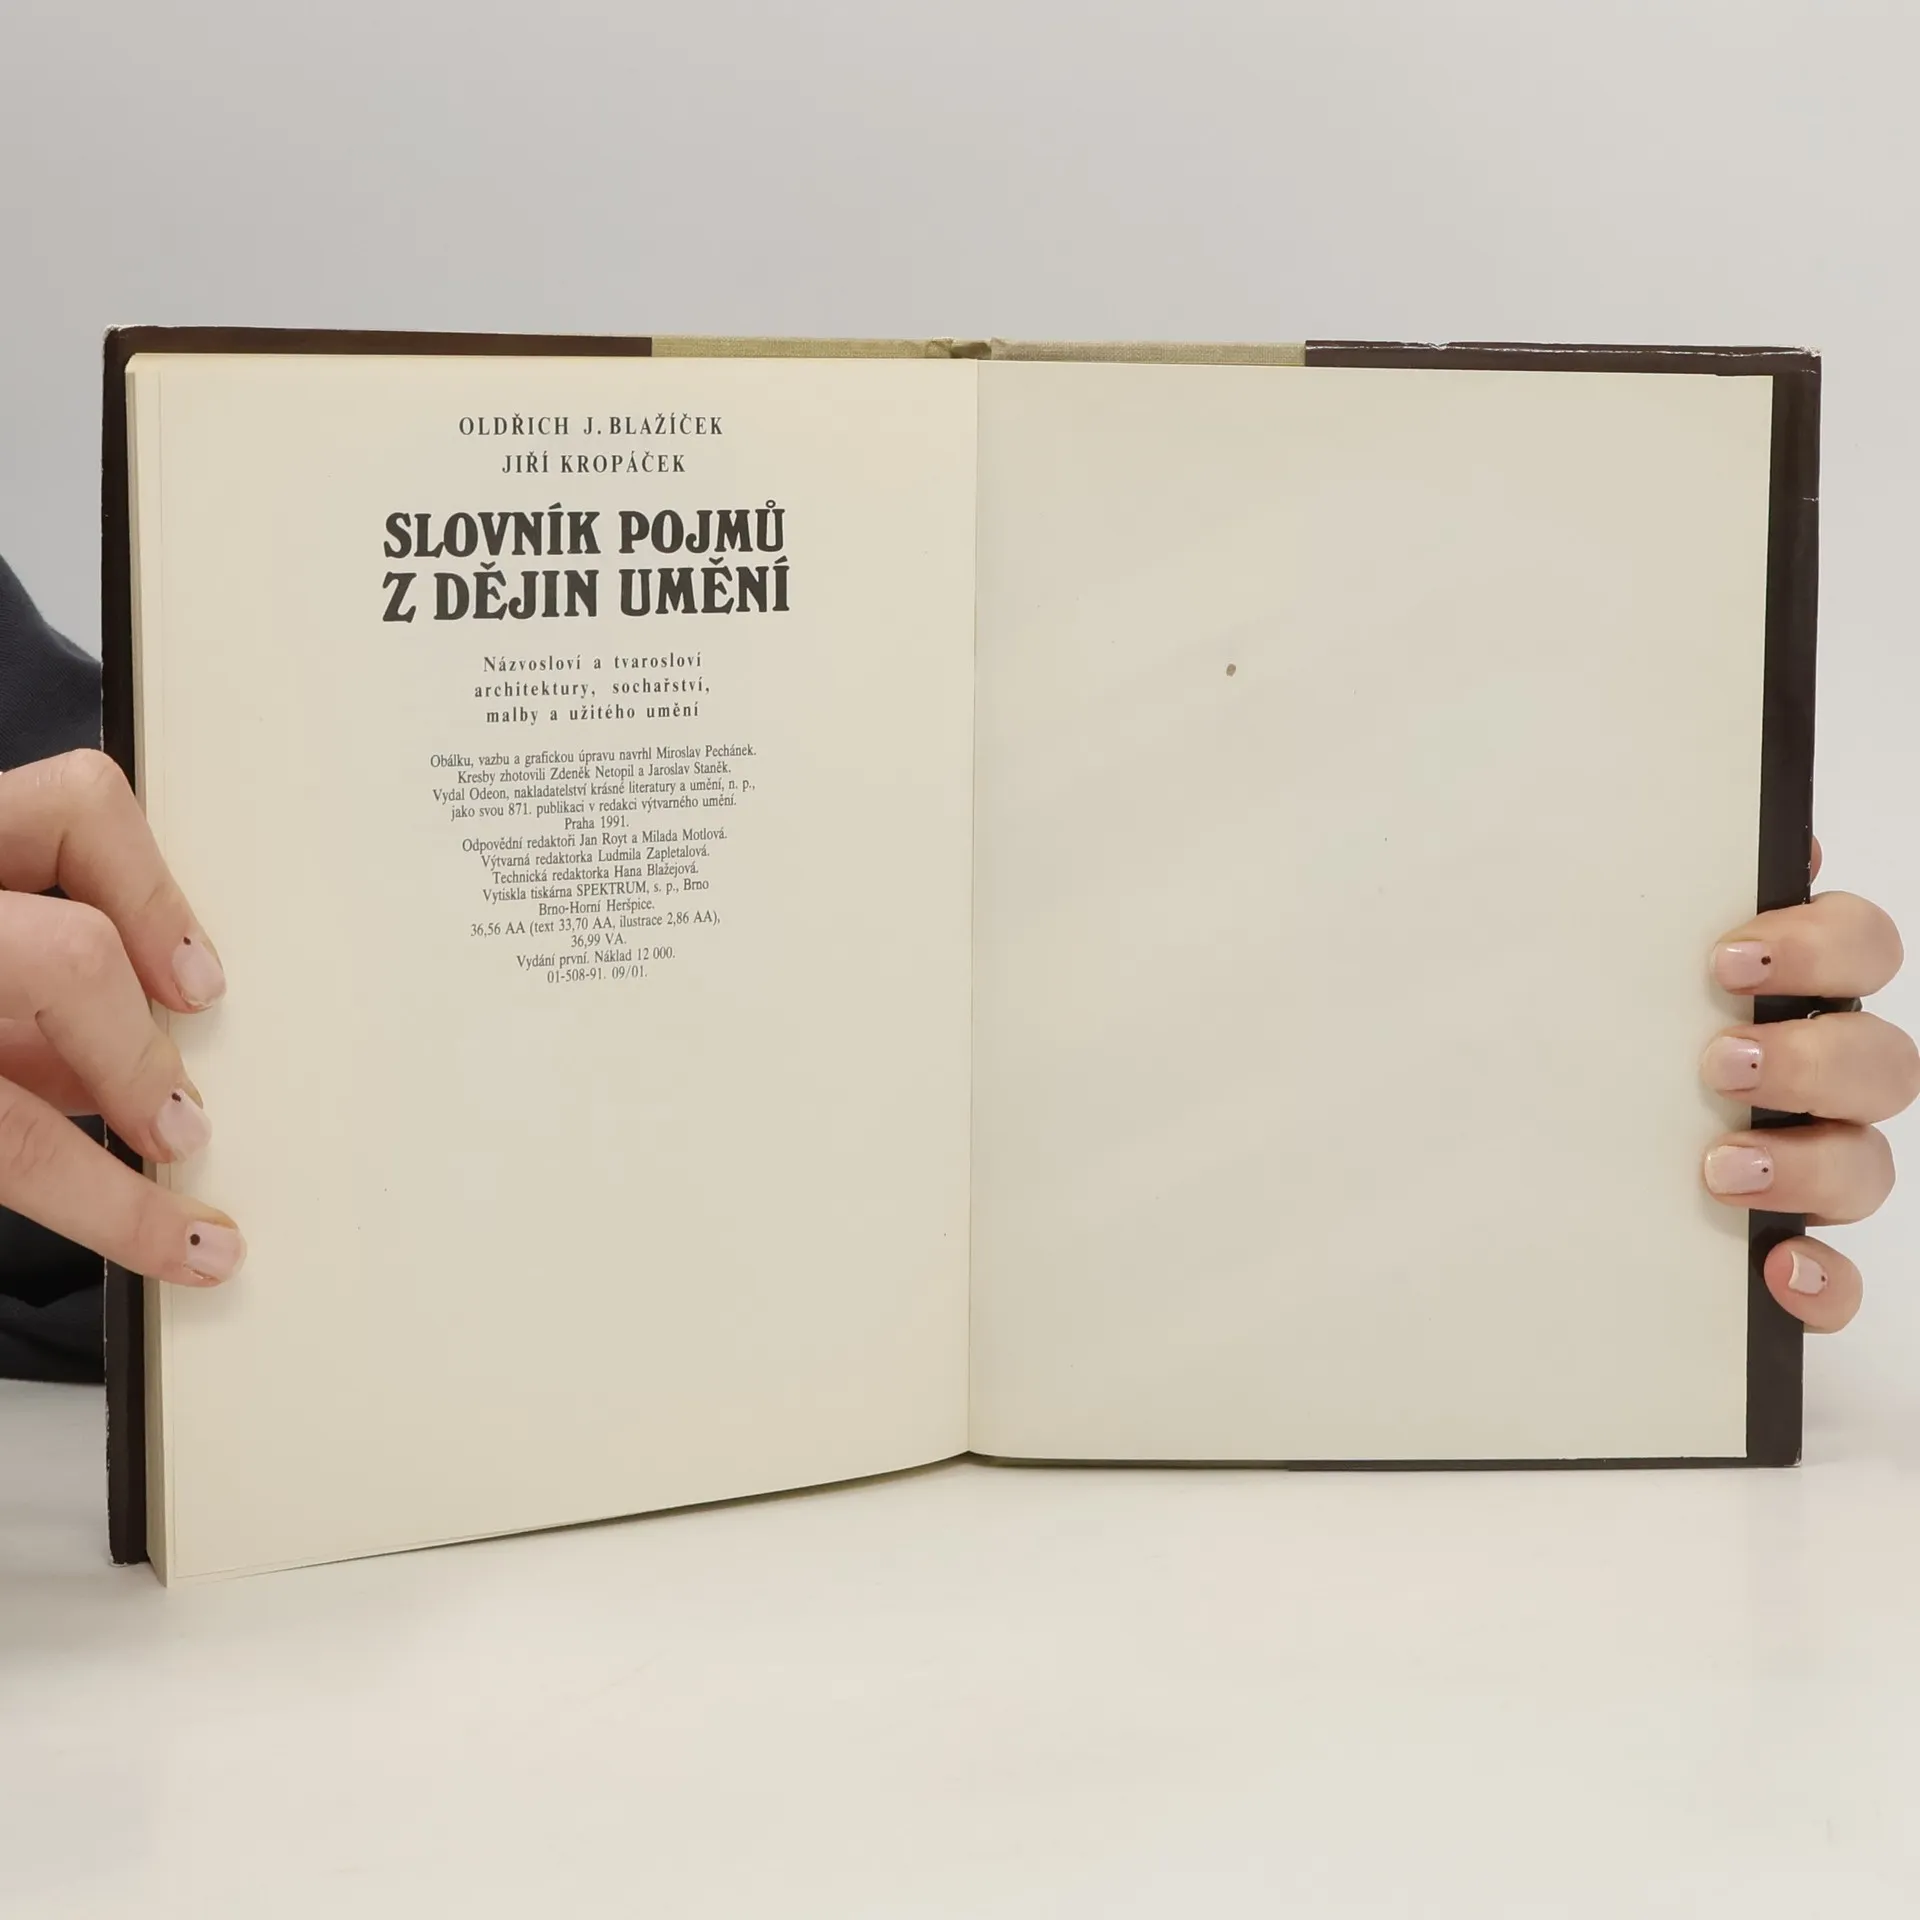 OLDŘICH J. BLAŽÍČEK
JIŘÍ KROPÁČEK
SLOVNÍK POJMŮ
Z DĚJIN UMĚNÍ
Názvosloví a tvarosloví
architektury, sochařství,
malby a užitého umění
Obálku, vazbu a grafickou úpravu navrhl Miroslav Pechánek.
Kresby zhotovili Zdeněk Netopil a Jaroslav Staněk.
Vydal Odeon, nakladatelství krásné literatury a umění, n. p.,
jako svou 871. publikaci v redakci výtvarného umění.
Praha 1991.
Odpovědní redaktoři Jan Royt a Milada Motlová.
Výtvarná redaktorka Ludmila Zapletalová.
Technická redaktorka Hana Blažejová.
Vytiskla tiskárna SPEKTRUM, s. p., Brno
Brno-Horní Heršpice.
36,56 AA (text 33,70 AA, ilustrace 2,86 AA),
36,99 VA.
Vydání první. Náklad 12 000.
01-508-91. 09/01.